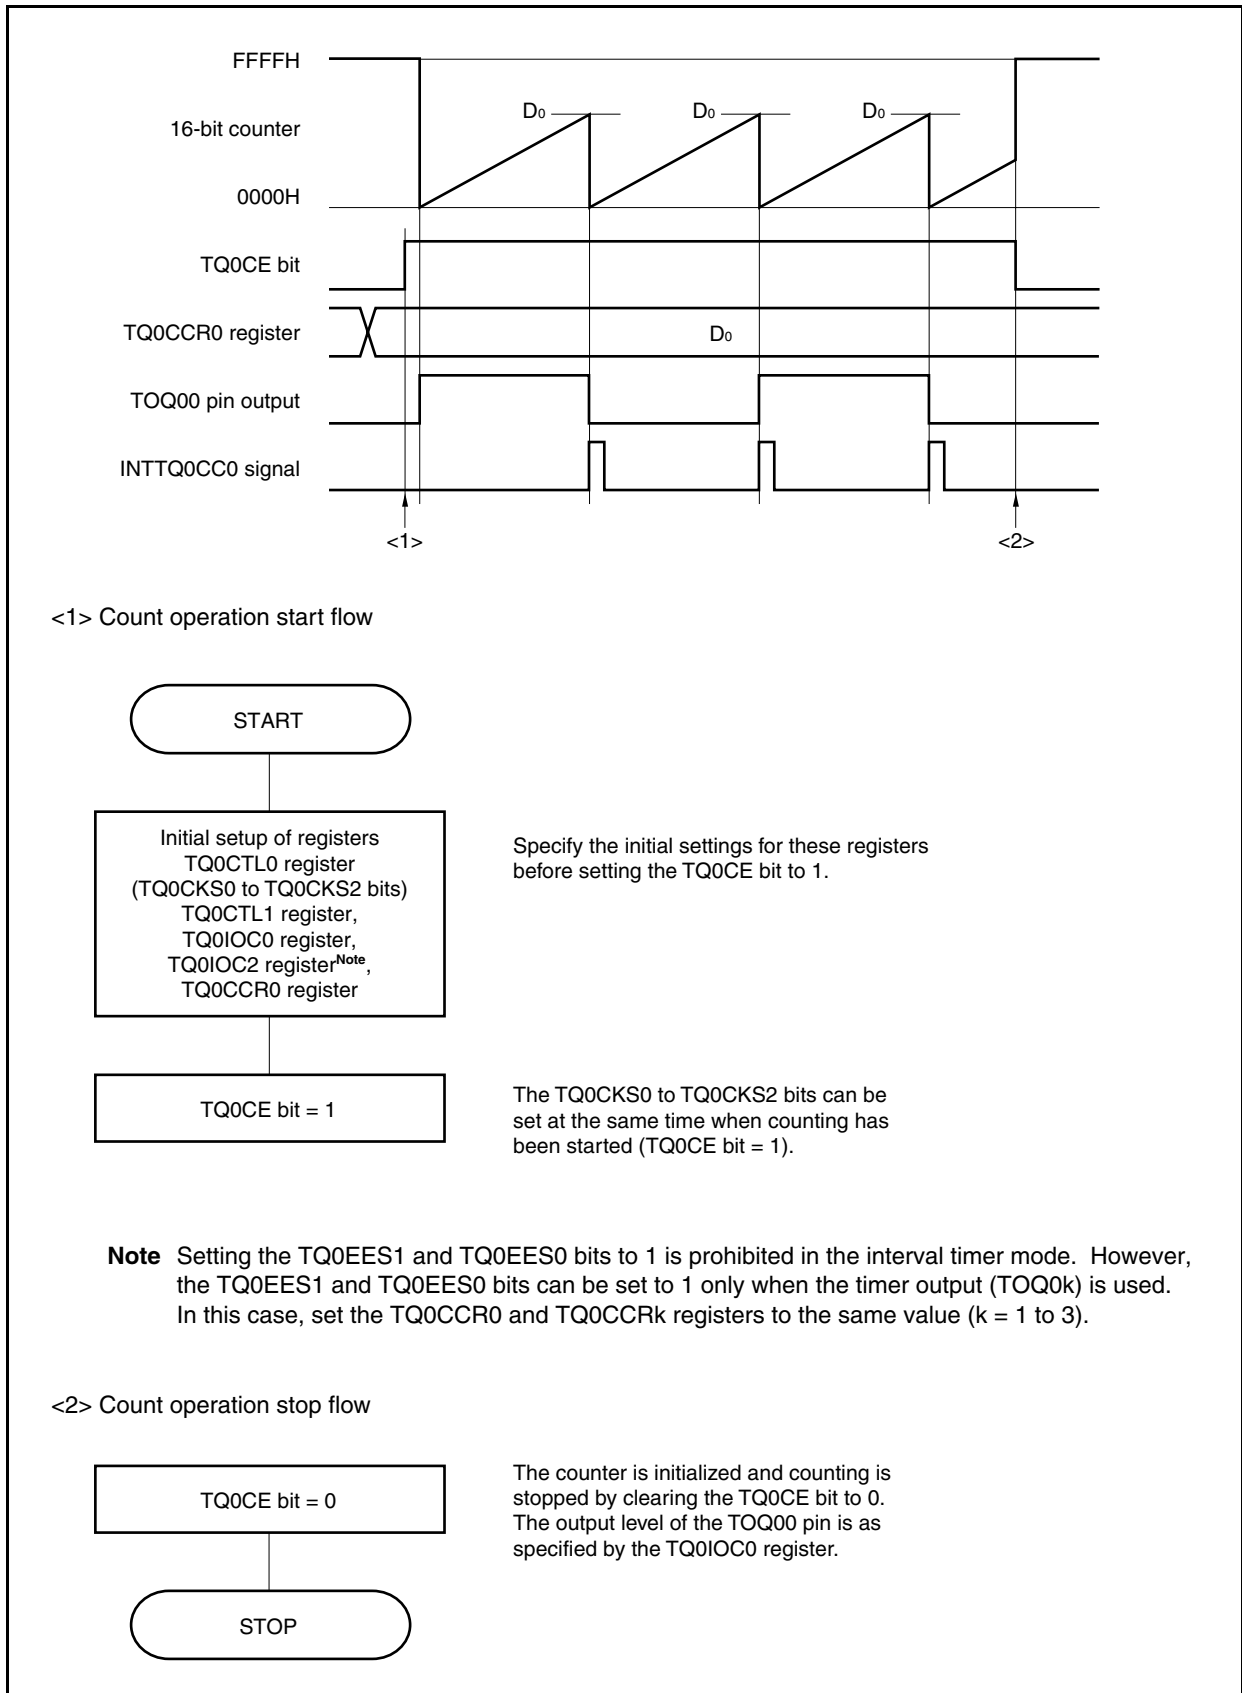 FFFFH
D0 D0 D0
16-bit counter
0000H
TQ0CE bit
TQ0CCR0 register D0
TOQ00 pin output
INTTQ0CC0 signal
<1> <2>
<1> Count operation start flow
START
Initial setup of registers
TQ0CTL0 register
(TQ0CKS0 to TQ0CKS2 bits)
TQ0CTL1 register,
TQ0IOC0 register,
TQ0IOC2 registerNote,
TQ0CCR0 register
Specify the initial settings for these registers
before setting the TQ0CE bit to 1.
TQ0CE bit = 1
The TQ0CKS0 to TQ0CKS2 bits can be
set at the same time when counting has
been started (TQ0CE bit = 1).
Note Setting the TQ0EES1 and TQ0EES0 bits to 1 is prohibited in the interval timer mode. However,
the TQ0EES1 and TQ0EES0 bits can be set to 1 only when the timer output (TOQ0k) is used.
In this case, set the TQ0CCR0 and TQ0CCRk registers to the same value (k = 1 to 3).
<2> Count operation stop flow
TQ0CE bit = 0
The counter is initialized and counting is
stopped by clearing the TQ0CE bit to 0.
The output level of the TOQ00 pin is as
specified by the TQ0IOC0 register.
STOP